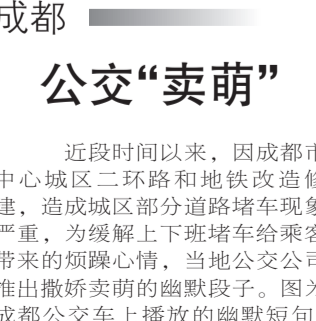 成都
公交“卖萌”
近段时间以来，因成都市
中心城区二环路和地铁改造修
建，造成城区部分道路堵车现象
严重，为缓解上下班堵车给乘客
带来的烦躁心情，当地公交公司
推出撒娇卖萌的幽默段子。图为
成都公交车上播放的幽默短句。